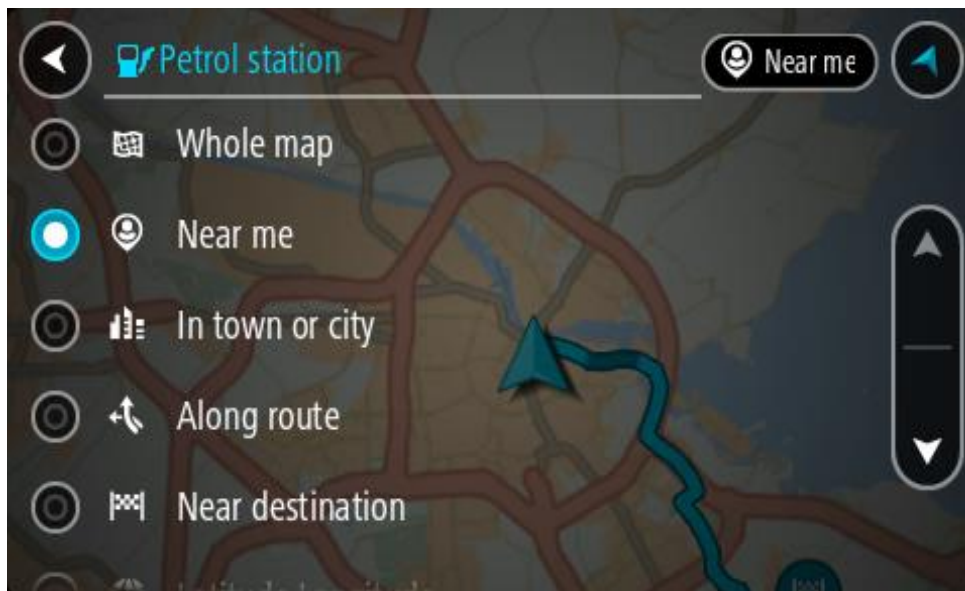 Petrol station
Near me
Whole map
Near me
In town or city
Along route
Near destination